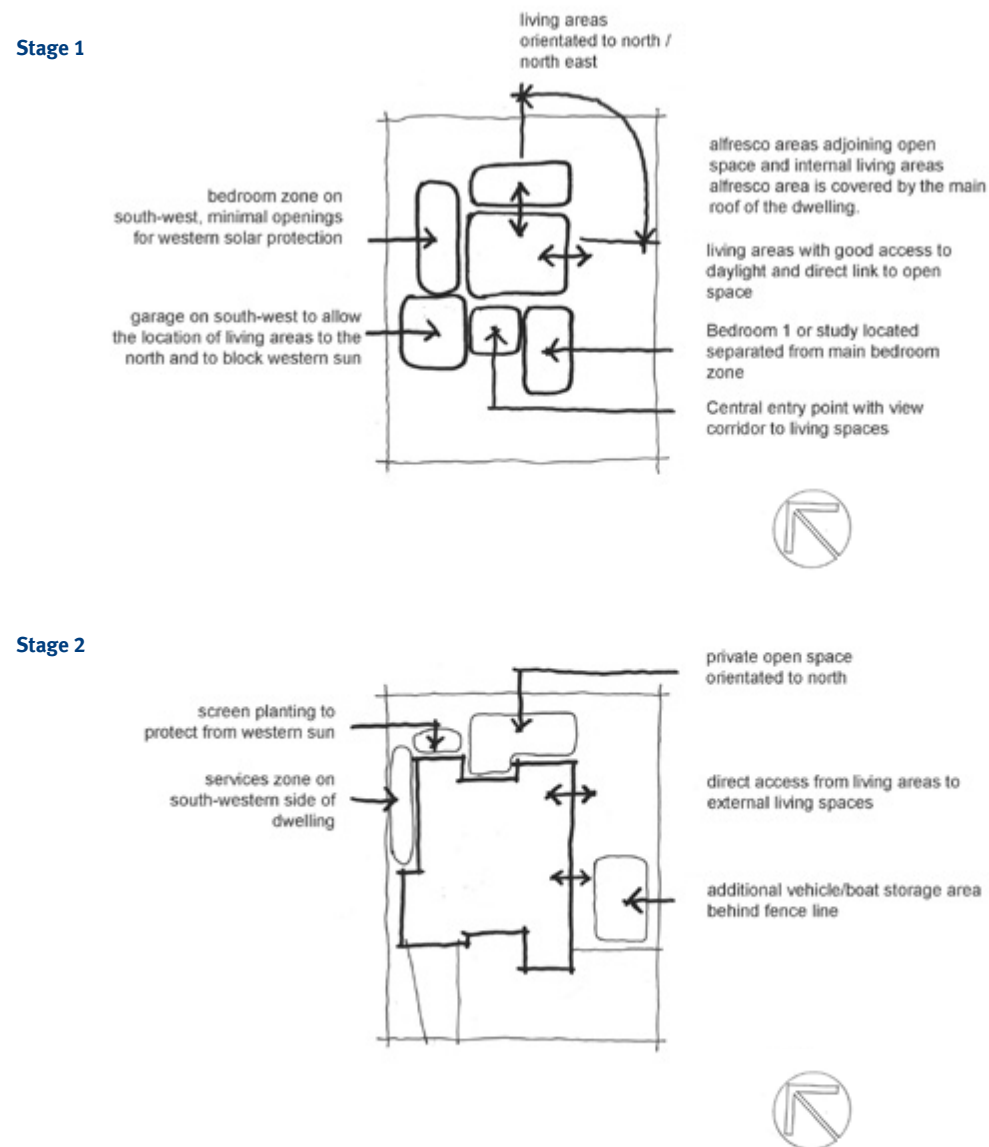 Stage 1
living areas
orientated to north /
north east
bedroom zone on
south-west, minimal openings
for western solar protection
garage on south-west to allow
the location of living areas to the
north and to block western sun
alfresco areas adjoining open
space and internal living areas
alfresco area is covered by the main
roof of the dwelling.
living areas with good access to
daylight and direct link to open
space
Bedroom 1 or study located
separated from main bedroom
zone
Central entry point with view
corridor to living spaces
Stage 2
screen planting to
protect from western sun
services zone on
south-western side of
dwelling
private open space
orientated to north
direct access from living areas to
external living spaces
additional vehicle/boat storage area
behind fence line